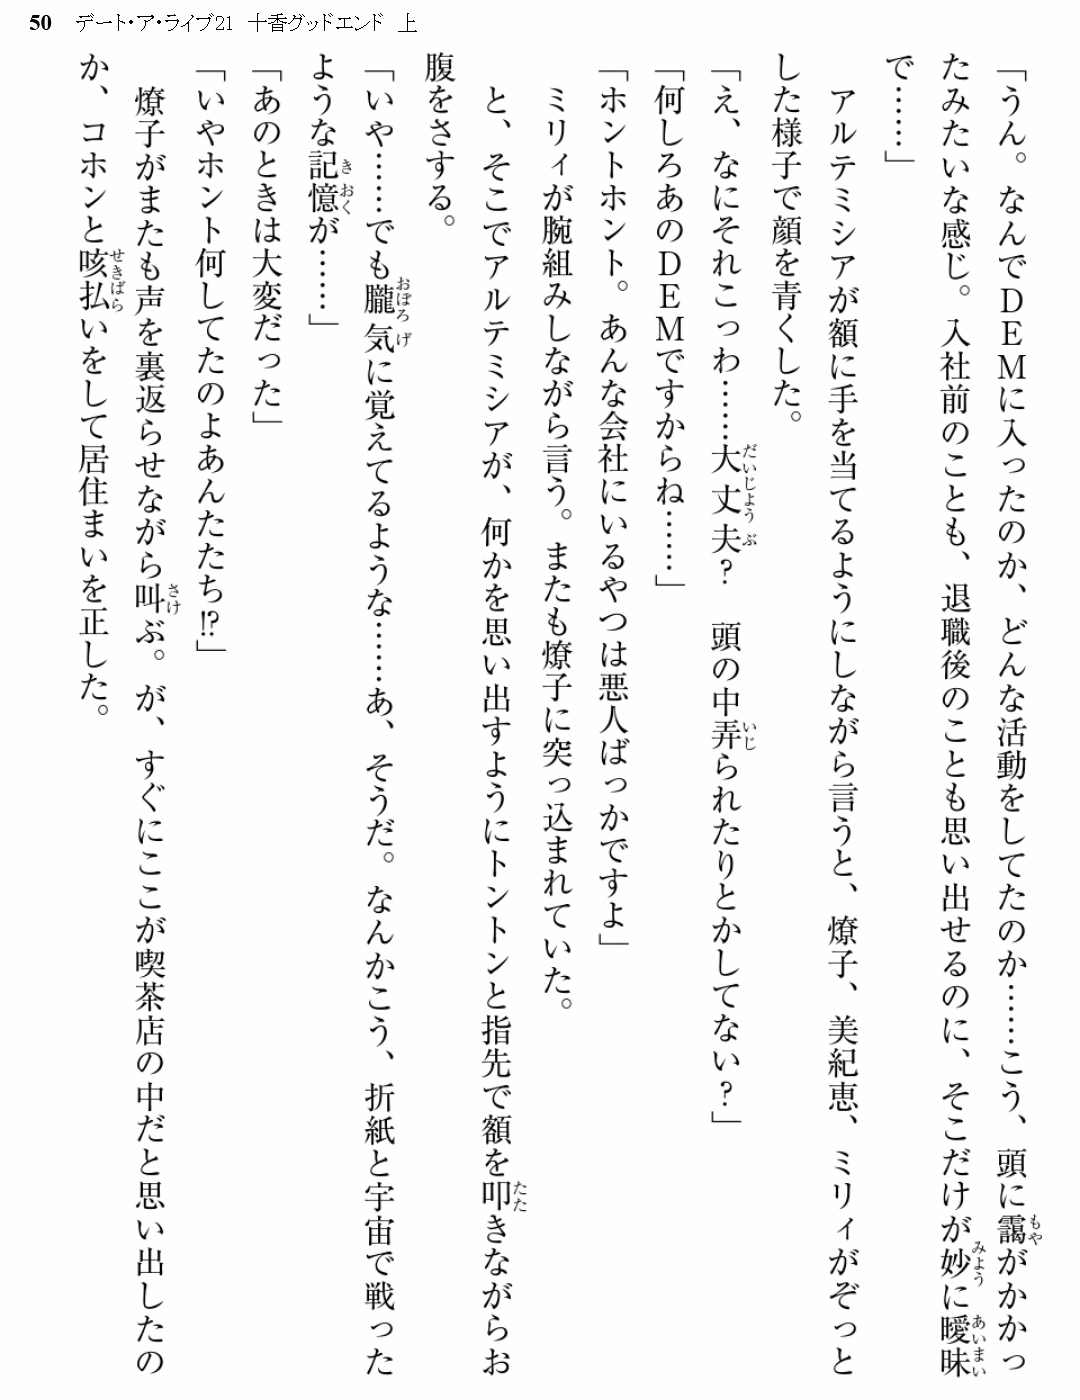 50 デート・ア・ライブ21 十香グッドエンド 上
「うん。なんでDEMに入ったのか、どんな活動をしてたのか……こう、頭に靄がかかっ
たみたいな感じ。入社前のことも、退職後のことも思い出せるのに、そこだけが妙に曖昧
で……」
アルテミシアが額に手を当てるようにしながら言うと、燎子、美紀恵、ミリィがぞっと
した様子で顔を青くした。
「え、なにそれこっわ……大丈夫？　頭の中弄られたりとかしてない？」
「何しろあのDEMですからね……」
「ホントホント。あんな会社にいるやつは悪人ばっかですよ」
ミリィが腕組みしながら言う。またも燎子に突っ込まれていた。
と、そこでアルテミシアが、何かを思い出すようにトントンと指先で額を叩きながらお
腹をさする。
「いや……でも朧気に覚えてるような……あ、そうだ。なんかこう、折紙と宇宙で戦った
ような記憶が……」
「あのときは大変だった」
「いやホント何してたのよあんたたち!?」
燎子がまたも声を裏返らせながら叫ぶ。が、すぐにここが喫茶店の中だと思い出したの
か、コホンと咳払いをして居住まいを正した。